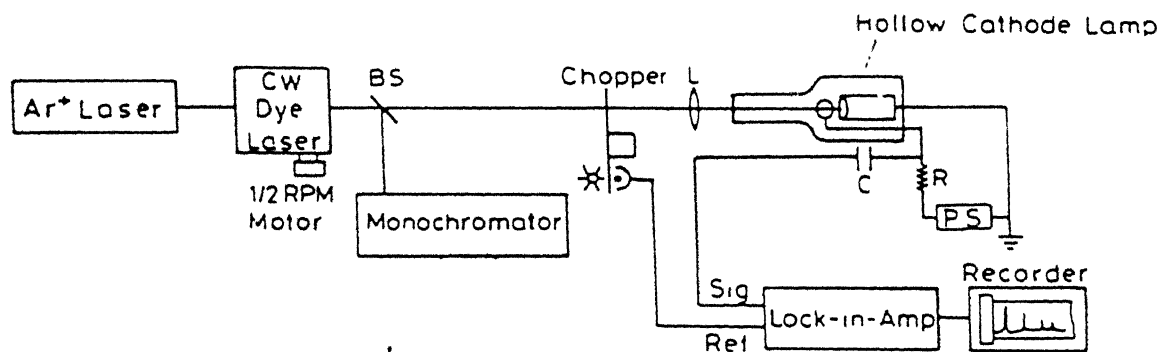 Hollow Cathode Lamp
Ar⁺ Laser
CW
Dye
Laser
BS
Chopper
L
1/2 RPM
Motor
Monochromator
C
R
PS
Sig
Ref
Lock-in-Amp
Recorder